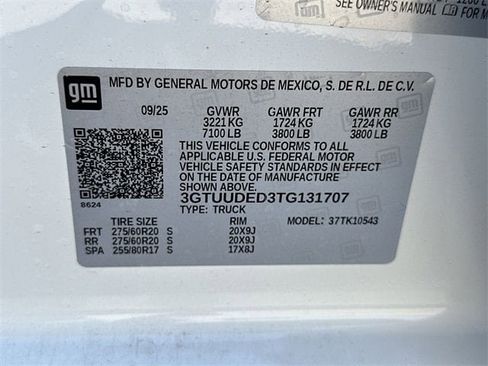 1200 L
SEE OWNER'S MANUAL FOR M
gm
MFD BY GENERAL MOTORS DE MEXICO, S. DE R.L. DE C.V.
09/25 GVWR GAWR FRT GAWR RR
3221 KG 1724 KG 1724 KG
7100 LB 3800 LB 3800 LB
THIS VEHICLE CONFORMS TO ALL
APPLICABLE U.S. FEDERAL MOTOR
VEHICLE SAFETY STANDARDS IN EFFECT
ON THE DATE OF MANUFACTURE SHOWN ABOVE.
3GTUUDED3TG131707
8624
TYPE: TRUCK MODEL: 37TK10543
TIRE SIZE RIM
FRT 275/60R20 S 20X9J
RR 275/60R20 S 20X9J
SPA 255/80R17 S 17X8J